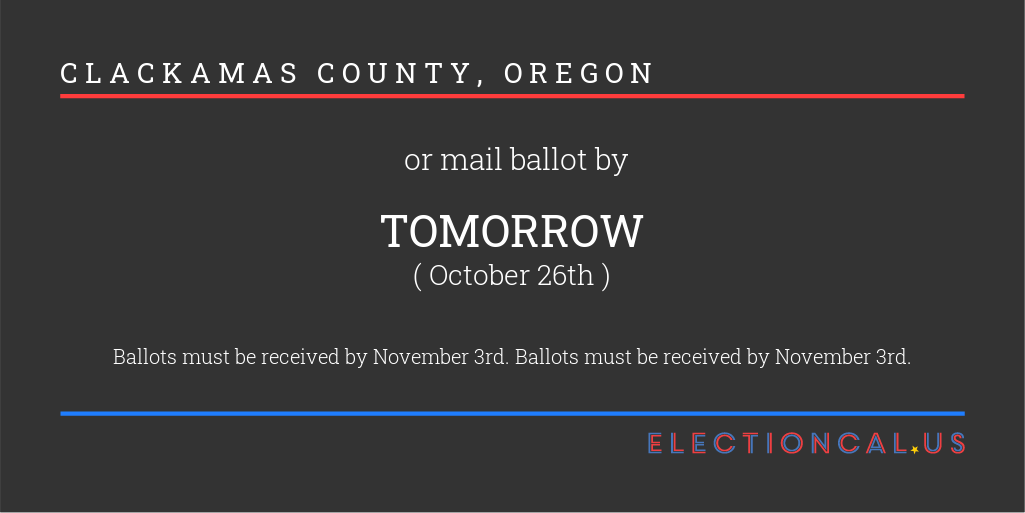 CLACKAMAS COUNTY, OREGON
or mail ballot by
TOMORROW
( October 26th )
Ballots must be received by November 3rd. Ballots must be received by November 3rd.
ELECTIONCAL.US